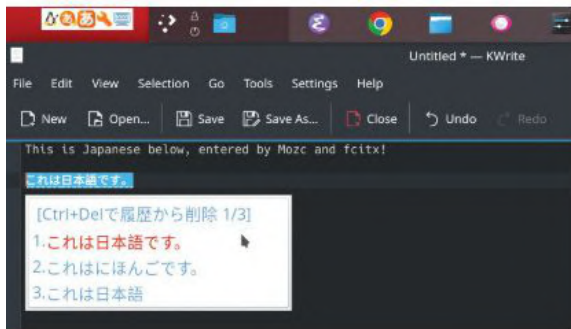 あ
Untitled * — KWrite
File Edit View Selection Go Tools Settings Help
New Open... Save Save As... Close Undo Redo
This is Japanese below, entered by Mozc and fcitx!
これは日本語です。
[Ctrl+Delで履歴から削除 1/3]
1.これは日本語です。
2.これはにほんごです。
3.これは日本語